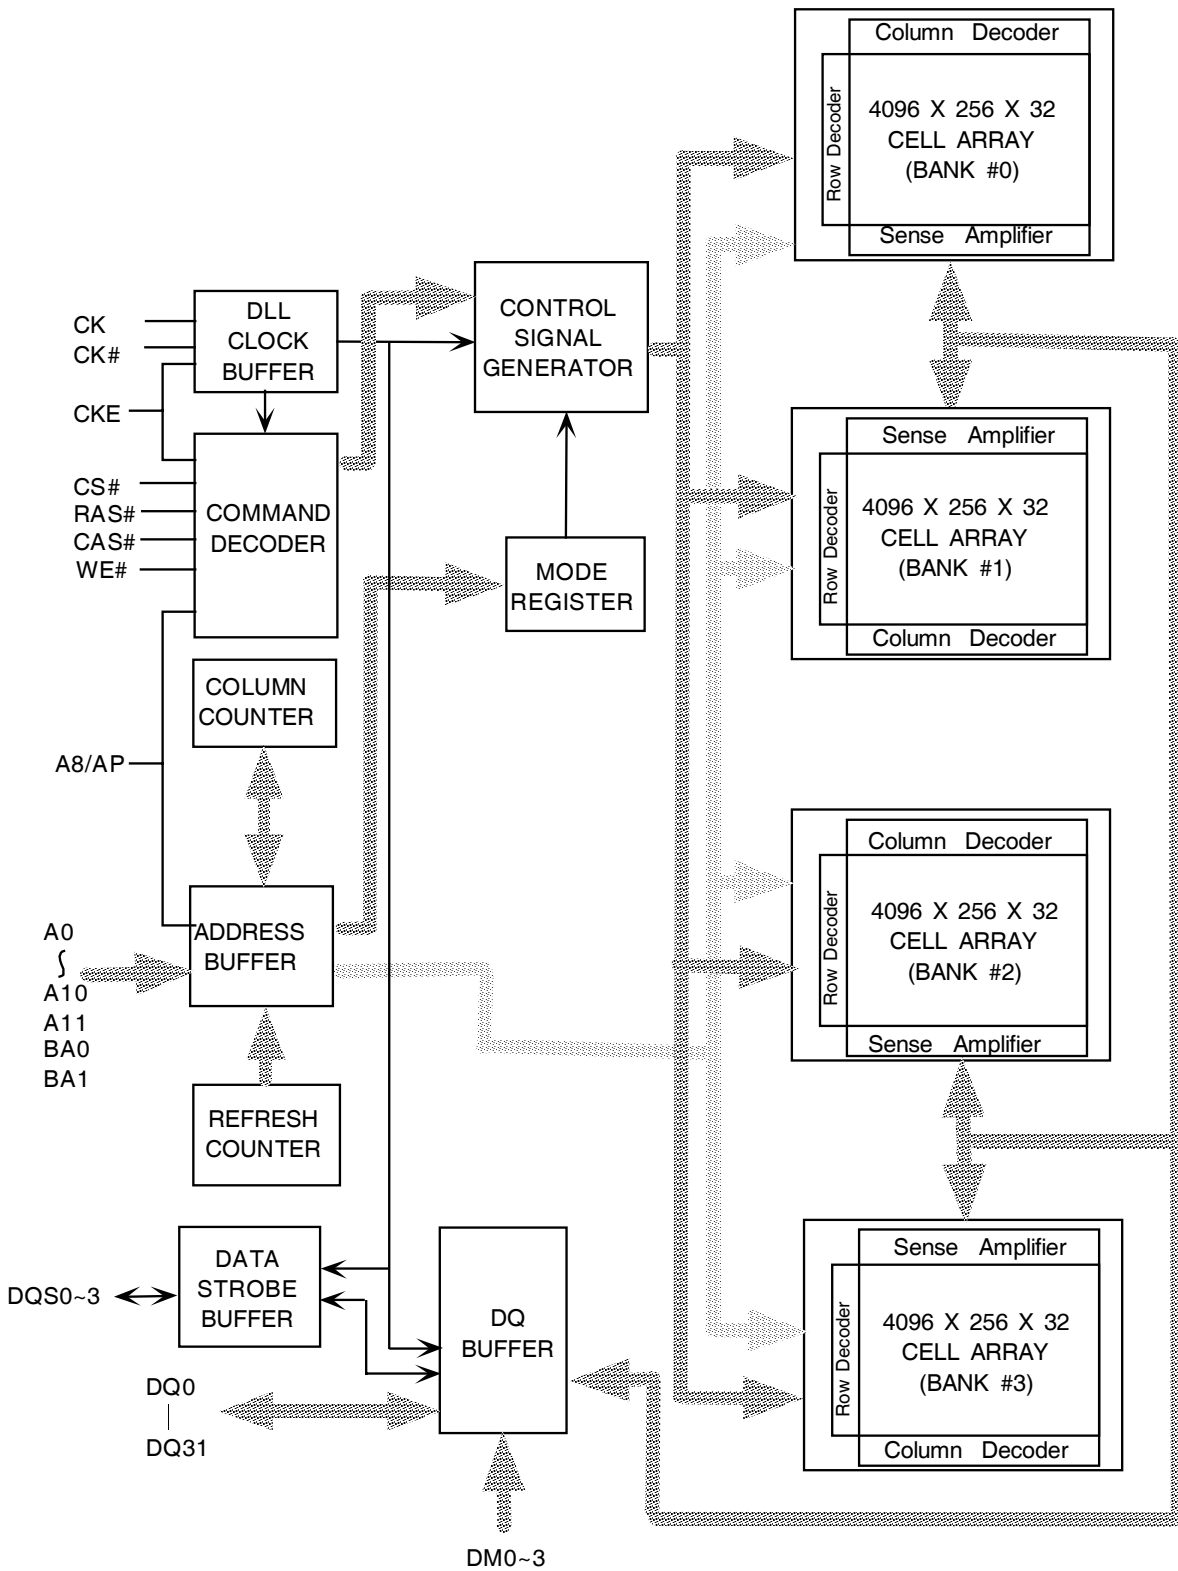 Column Decoder
Row Decoder
4096 X 256 X 32
CELL ARRAY
(BANK #0)
Sense Amplifier
CK
CK#
CKE
DLL
CLOCK
BUFFER
CONTROL
SIGNAL
GENERATOR
CS#
RAS#
CAS#
WE#
COMMAND
DECODER
MODE
REGISTER
Sense Amplifier
Row Decoder
4096 X 256 X 32
CELL ARRAY
(BANK #1)
Column Decoder
COLUMN
COUNTER
A8/AP
A0
A10
A11
BA0
BA1
ADDRESS
BUFFER
Column Decoder
Row Decoder
4096 X 256 X 32
CELL ARRAY
(BANK #2)
Sense Amplifier
REFRESH
COUNTER
DQS0~3
DATA
STROBE
BUFFER
DQ
BUFFER
DQ0
DQ31
DM0~3
Sense Amplifier
Row Decoder
4096 X 256 X 32
CELL ARRAY
(BANK #3)
Column Decoder